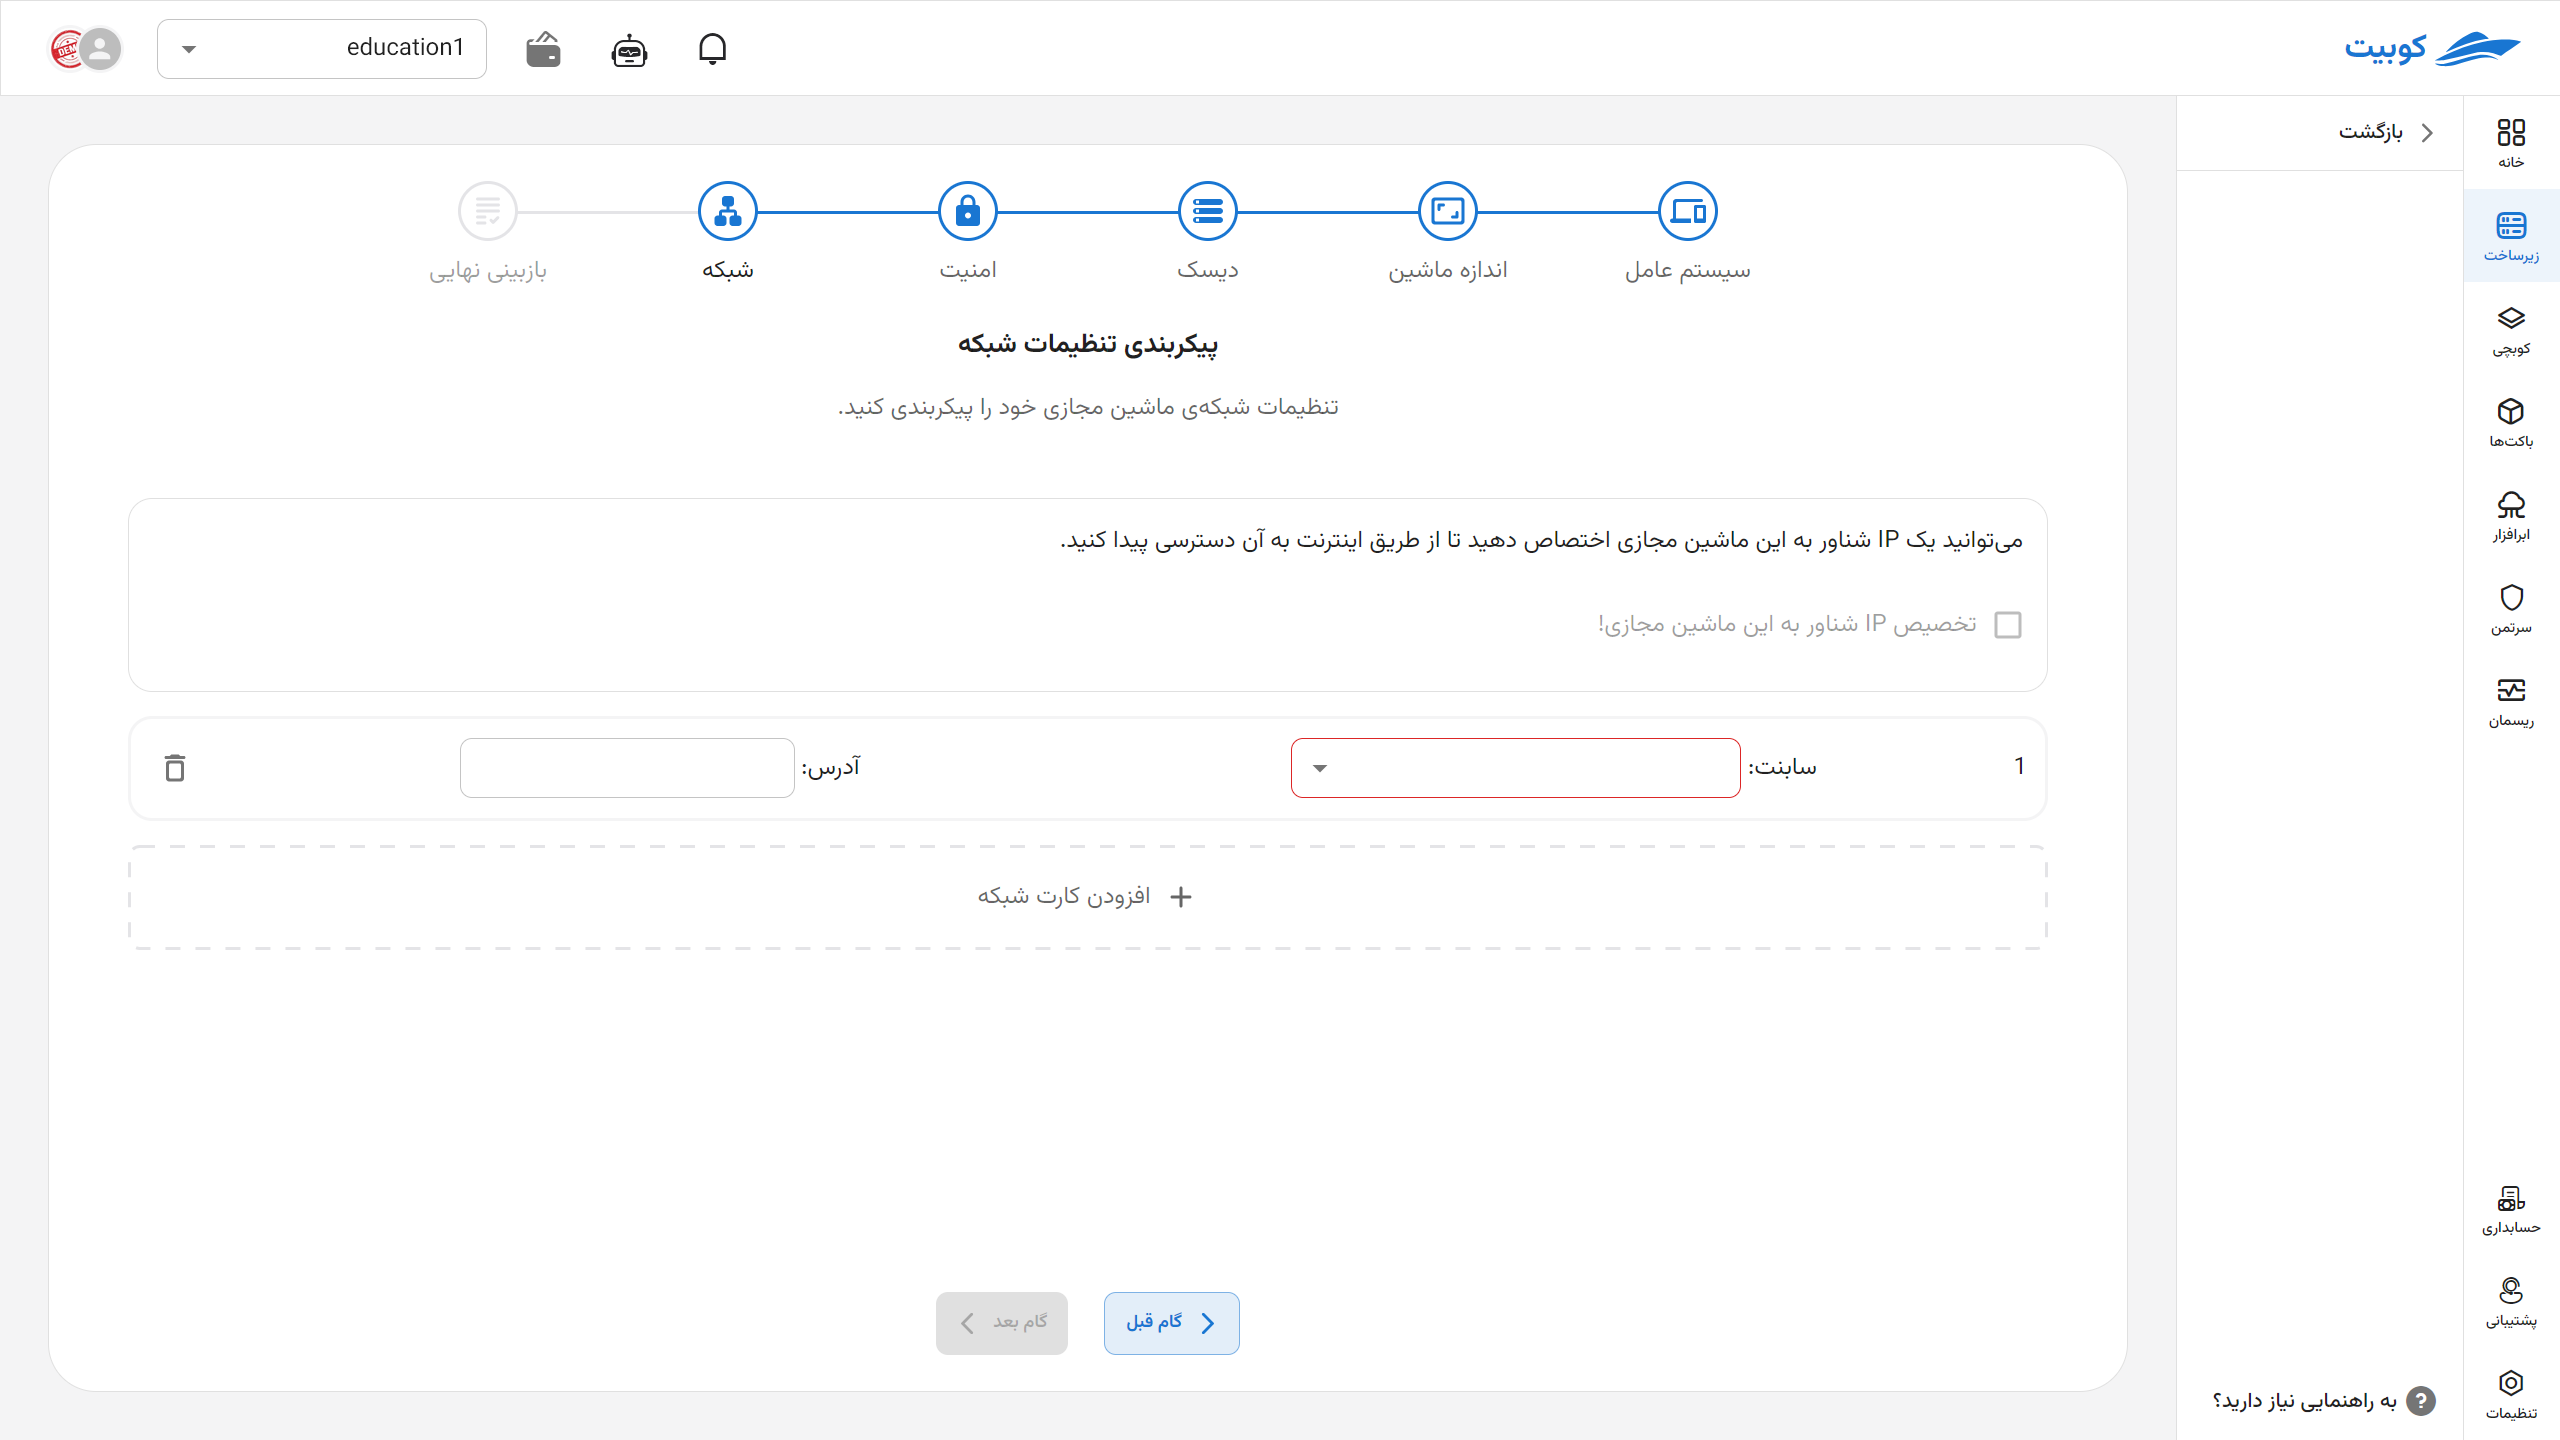 کوبیت
education1
DEM
خانه
زیرساخت
کوبچی
باکت‌ها
ابرافزار
سرتمن
ریسمان
حسابداری
پشتیبانی
تنظیمات
بازگشت
به راهنمایی نیاز دارید؟
سیستم عامل
اندازه ماشین
دیسک
امنیت
شبکه
بازبینی نهایی
پیکربندی تنظیمات شبکه
تنظیمات شبکه‌ی ماشین مجازی خود را پیکربندی کنید.
می‌توانید یک IP شناور به این ماشین مجازی اختصاص دهید تا از طریق اینترنت به آن دسترسی پیدا کنید.
تخصیص IP شناور به این ماشین مجازی!
1 سابنت: آدرس:
افزودن کارت شبکه
گام قبل
گام بعد